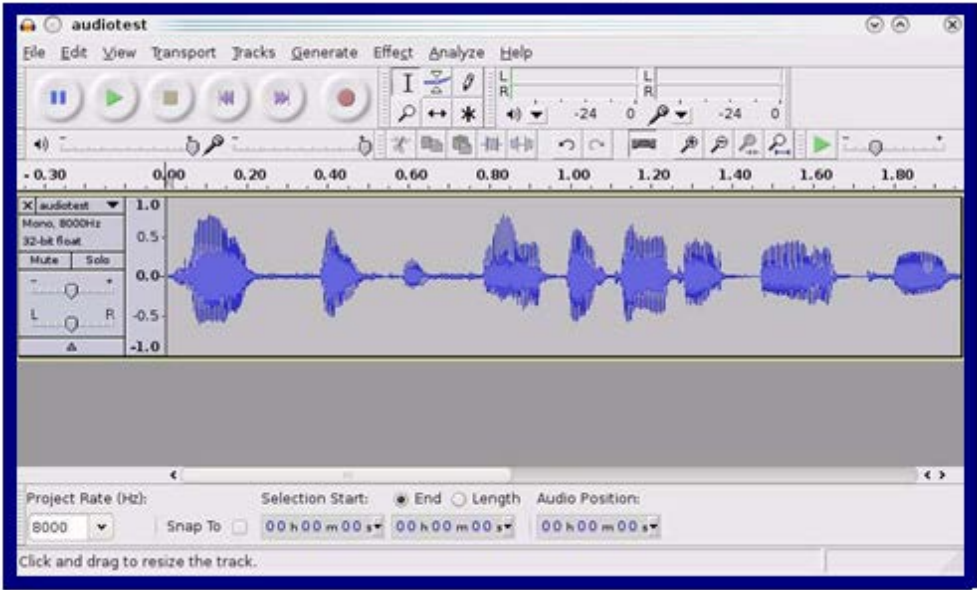 audiotest
File Edit View Transport Tracks Generate Effect Analyze Help
L
R
L
R
-24 0 -24 0
- 0.30 0.00 0.20 0.40 0.60 0.80 1.00 1.20 1.40 1.60 1.80
X audiotest
Mono, 8000Hz
32-bit float
Mute Solo
- +
L R
1.0
0.5
0.0
-0.5
-1.0
Project Rate (Hz): Selection Start: End Length Audio Position:
8000 Snap To 00 h 00 m 00 s 00 h 00 m 00 s 00 h 00 m 00 s
Click and drag to resize the track.